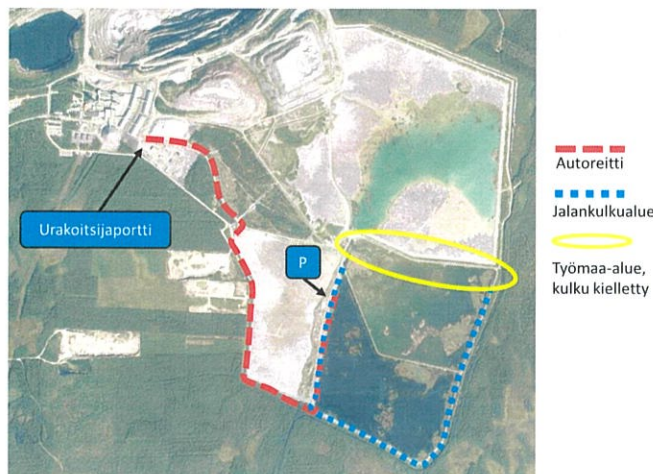 Urakoitsijaportti
P
Autoreitti
Jalankulkualue
Työmaa-alue,
kulku kielletty